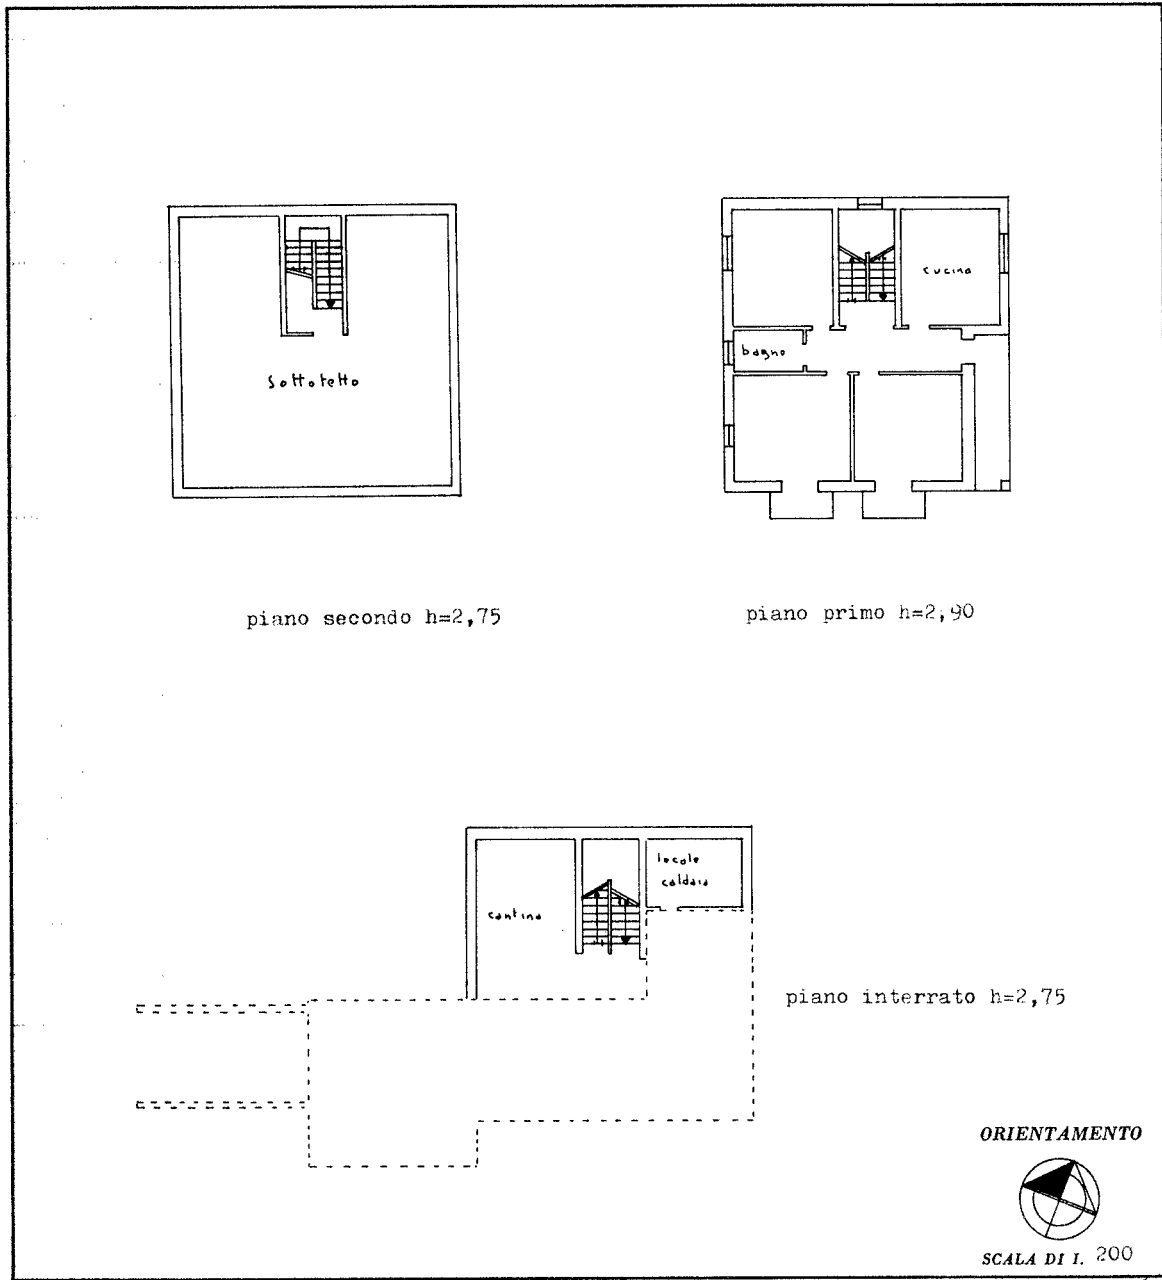 cucina
bagno
Sottotetto
piano secondo h=2,75
piano primo h=2,90
locale
caldaia
cantina
piano interrato h=2,75
ORIENTAMENTO
SCALA DI I. 200